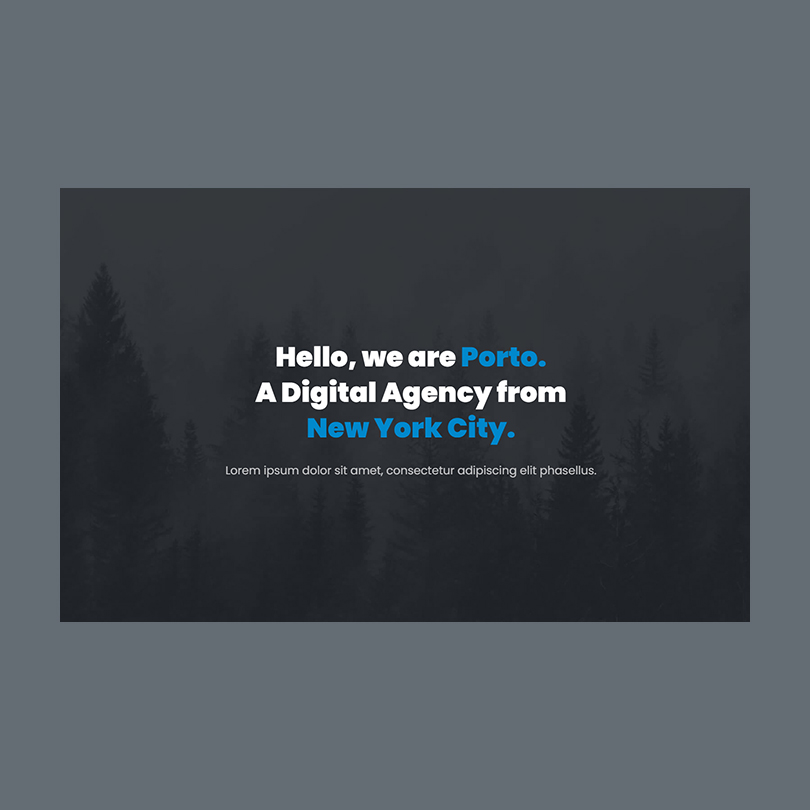 Hello, we are Porto.
A Digital Agency from
New York City.
Lorem ipsum dolor sit amet, consectetur adipiscing elit phasellus.